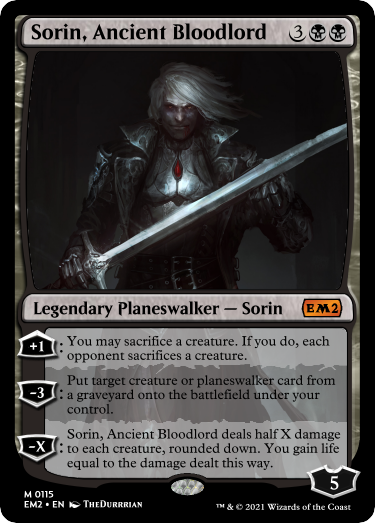 Sorin, Ancient Bloodlord 3
Legendary Planeswalker — Sorin EM2
+1: You may sacrifice a creature. If you do, each
opponent sacrifices a creature.
-3: Put target creature or planeswalker card from
a graveyard onto the battlefield under your
control.
-X: Sorin, Ancient Bloodlord deals half X damage
to each creature, rounded down. You gain life
equal to the damage dealt this way.
5
M 0115
EM2 • EN TheDurrrian
™ & © 2021 Wizards of the Coast